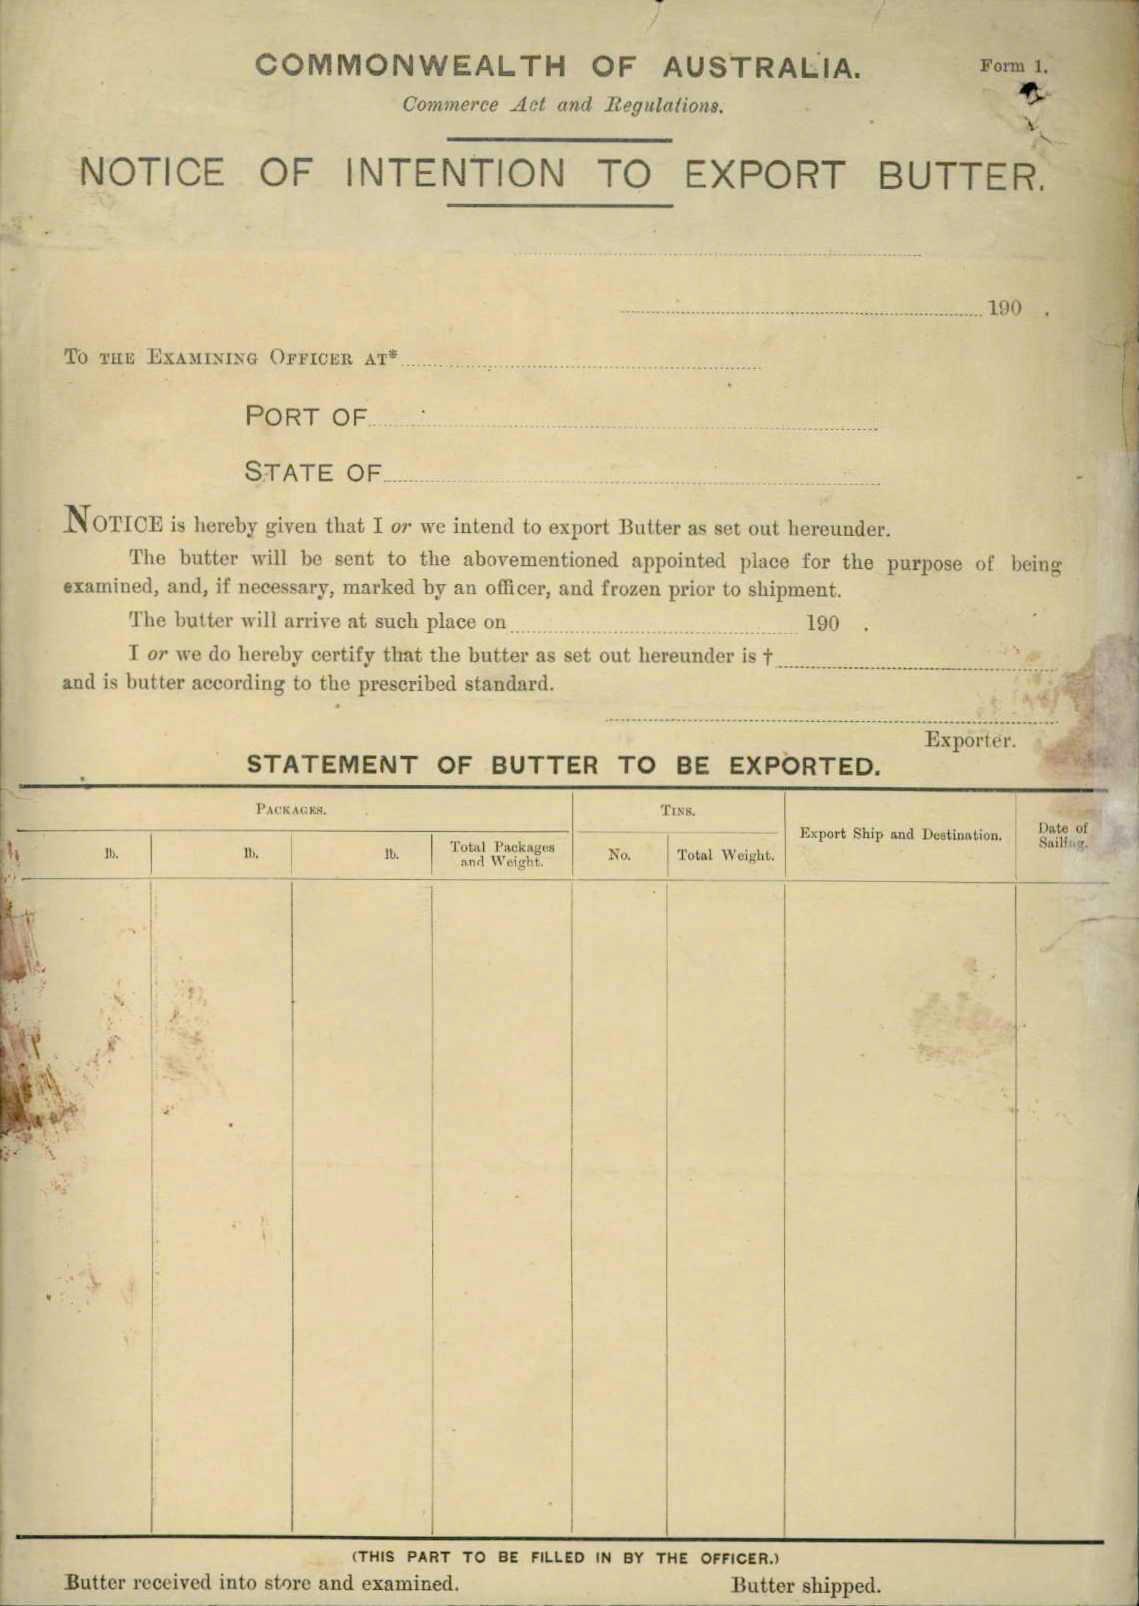 COMMONWEALTH OF AUSTRALIA.
Form 1.
Commerce Act and Regulations.
NOTICE OF INTENTION TO EXPORT BUTTER.
190 .
To the Examining Officer at*
Port of
State of
NOTICE is hereby given that I or we intend to export Butter as set out hereunder.
The butter will be sent to the abovementioned appointed place for the purpose of being
examined, and, if necessary, marked by an officer, and frozen prior to shipment.
The butter will arrive at such place on 190 .
I or we do hereby certify that the butter as set out hereunder is †
and is butter according to the prescribed standard.
Exporter.
STATEMENT OF BUTTER TO BE EXPORTED.
Packages.
Tins.
Export Ship and Destination.
Date of
Sailing.
lb.
lb.
lb.
Total Packages
and Weight.
No.
Total Weight.
(THIS PART TO BE FILLED IN BY THE OFFICER.)
Butter received into store and examined.
Butter shipped.